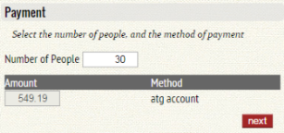 Payment
Select the number of people. and the method of payment
Number of People 30
Amount Method
549.19 atg account
next